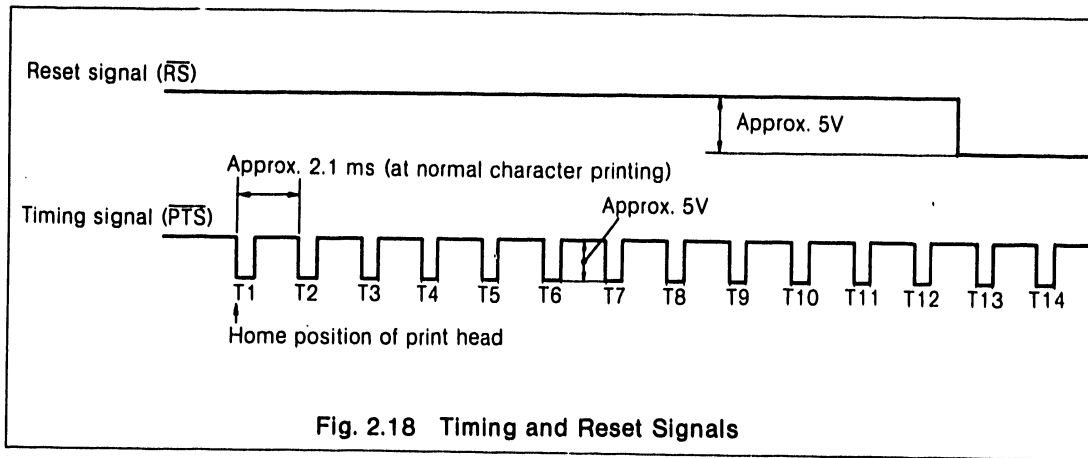 Reset signal (R̅S̅)
Approx. 5V
Approx. 2.1 ms (at normal character printing)
Timing signal (P̅T̅S̅)
Approx. 5V
T1 T2 T3 T4 T5 T6 T7 T8 T9 T10 T11 T12 T13 T14
Home position of print head
Fig. 2.18 Timing and Reset Signals